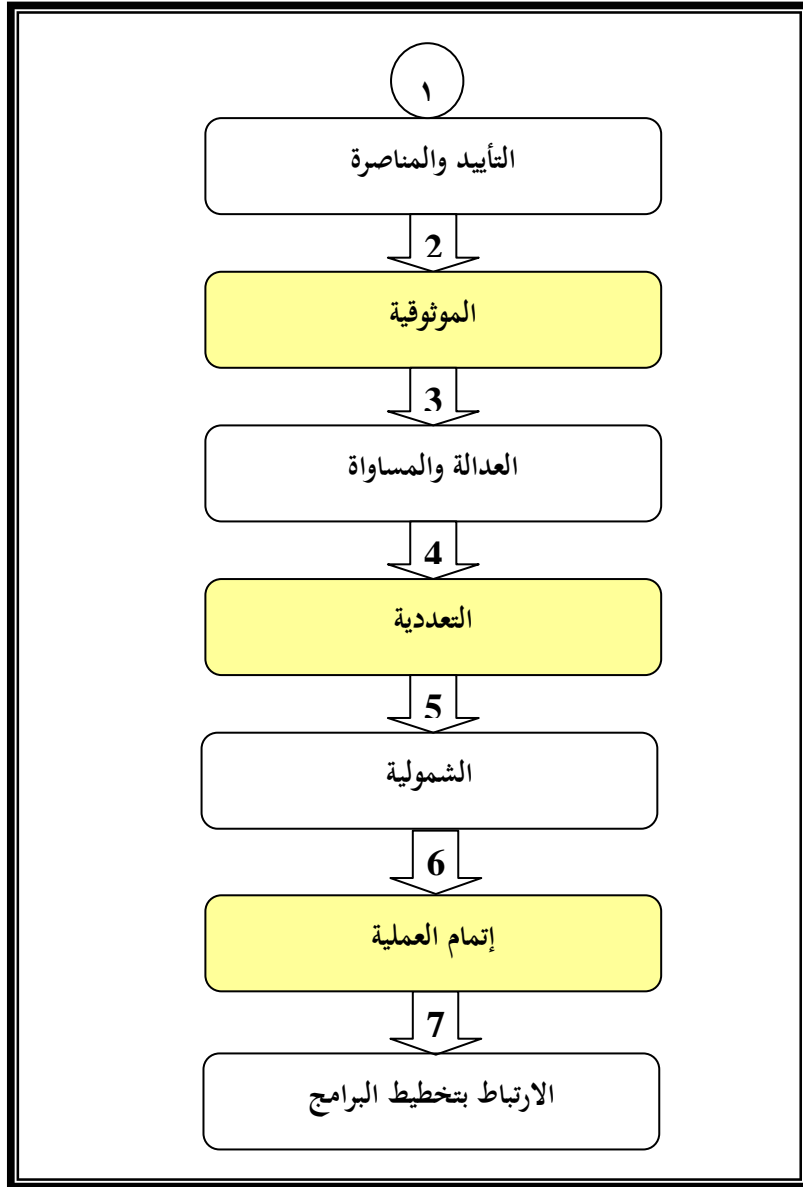 ١
التأييد والمناصرة
2
الموثوقية
3
العدالة والمساواة
4
التعددية
5
الشمولية
6
إتمام العملية
7
الارتباط بتخطيط البرامج